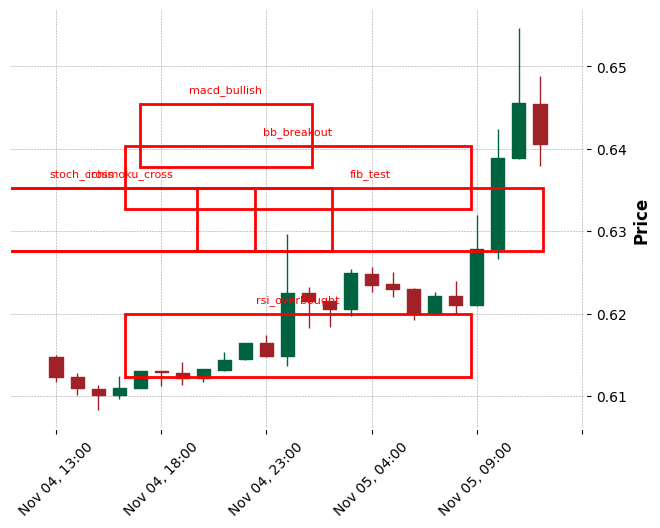 0.65
macd_bullish
0.64
bb_breakout
stoch_cross
ichimoku_cross
fib_test
0.63
Price
0.62
rsi_overbought
0.61
Nov 04, 13:00
Nov 04, 18:00
Nov 04, 23:00
Nov 05, 04:00
Nov 05, 09:00